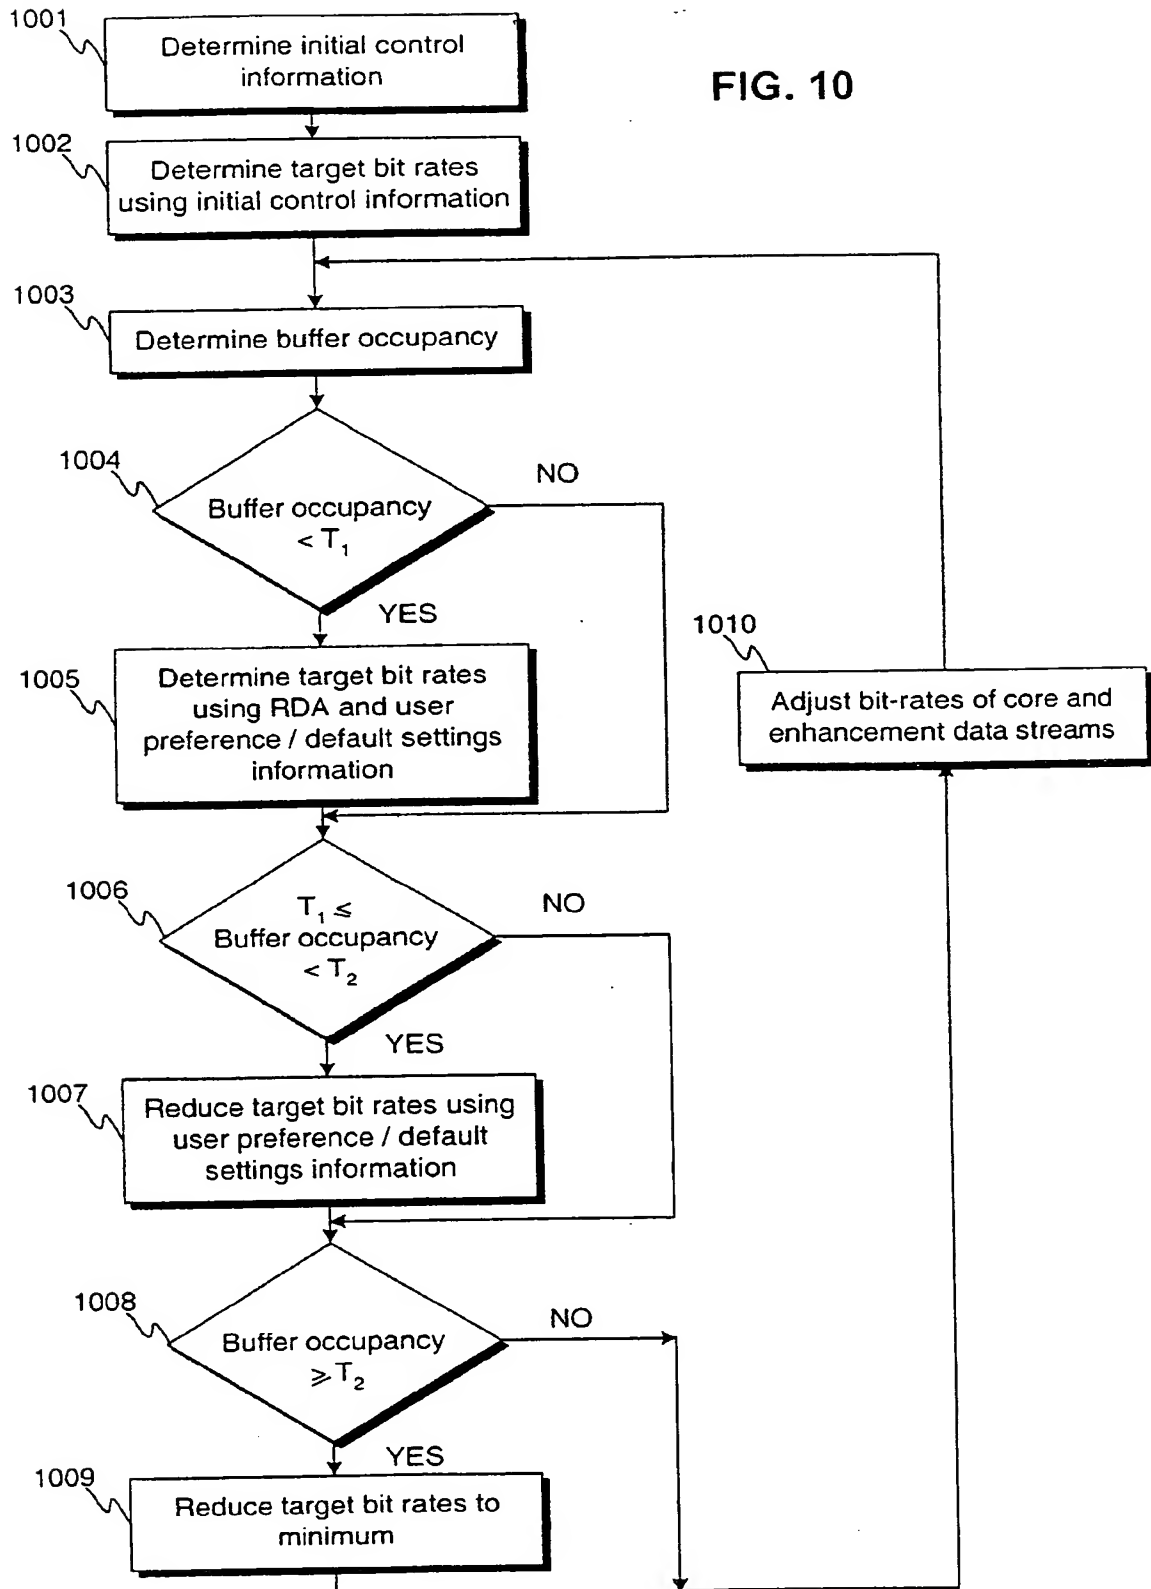 1001
Determine initial control
information
FIG. 10
1002
Determine target bit rates
using initial control information
1003
Determine buffer occupancy
1004
NO
Buffer occupancy
< T1
YES
1005
Determine target bit rates
using RDA and user
preference / default settings
information
1010
Adjust bit-rates of core and
enhancement data streams
1006
NO
T1 ≤
Buffer occupancy
< T2
YES
1007
Reduce target bit rates using
user preference / default
settings information
1008
NO
Buffer occupancy
⩾ T2
YES
1009
Reduce target bit rates to
minimum